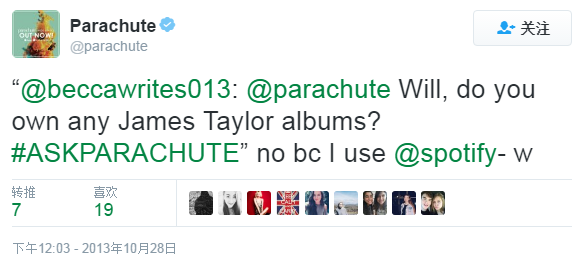 Parachute
@parachute
关注
“@beccawrites013: @parachute Will, do you
own any James Taylor albums?
#ASKPARACHUTE” no bc I use @spotify- w
转推 喜欢
7 19
下午12:03 - 2013年10月28日
OUT NOW!